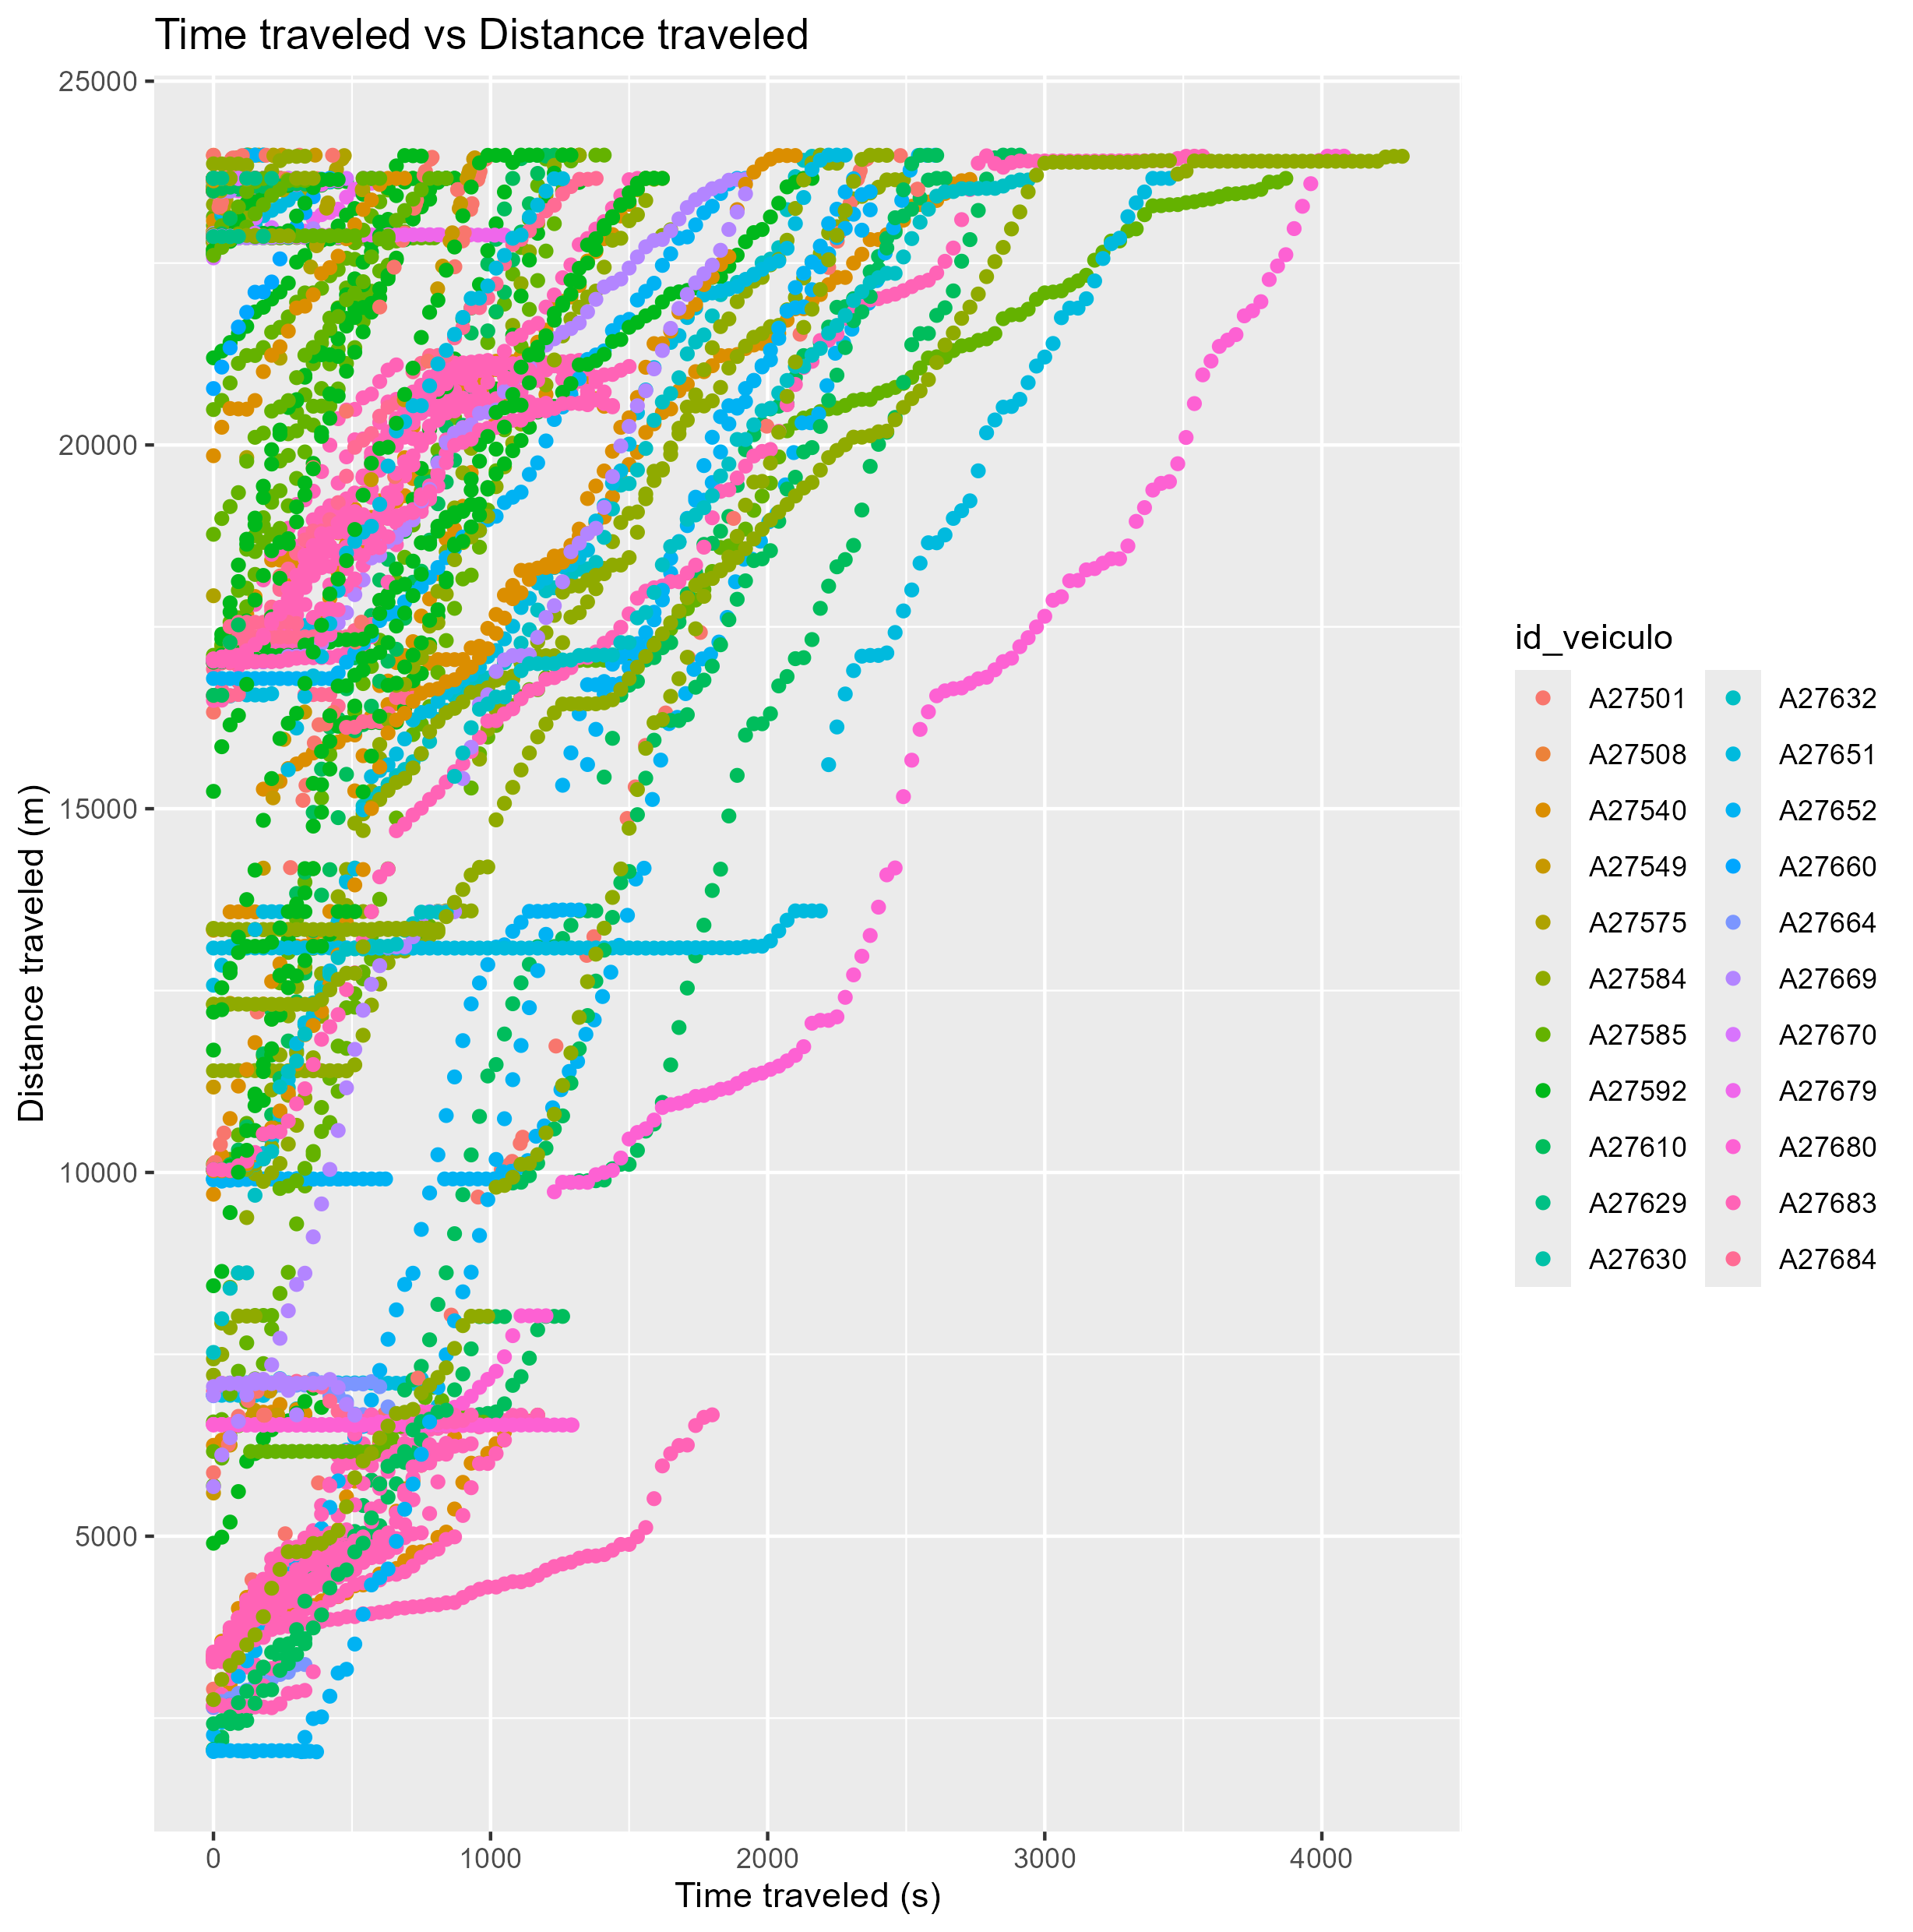 Time traveled vs Distance traveled
25000
20000
15000
10000
5000
Distance traveled (m)
0 1000 2000 3000 4000
Time traveled (s)
id_veiculo
A27501 A27632
A27508 A27651
A27540 A27652
A27549 A27660
A27575 A27664
A27584 A27669
A27585 A27670
A27592 A27679
A27610 A27680
A27629 A27683
A27630 A27684